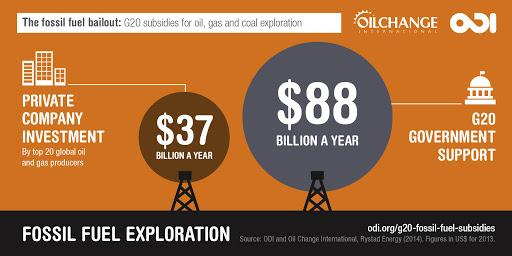 The fossil fuel bailout: G20 subsidies for oil, gas and coal exploration
OILCHANGE
INTERNATIONAL
ODI
PRIVATE
COMPANY
INVESTMENT
By top 20 global oil
and gas producers
$37
BILLION A YEAR
$88
BILLION A YEAR
G20
GOVERNMENT
SUPPORT
FOSSIL FUEL EXPLORATION
odi.org/g20-fossil-fuel-subsidies
Source: ODI and Oil Change International, Rystad Energy (2014). Figures in US$ for 2013.